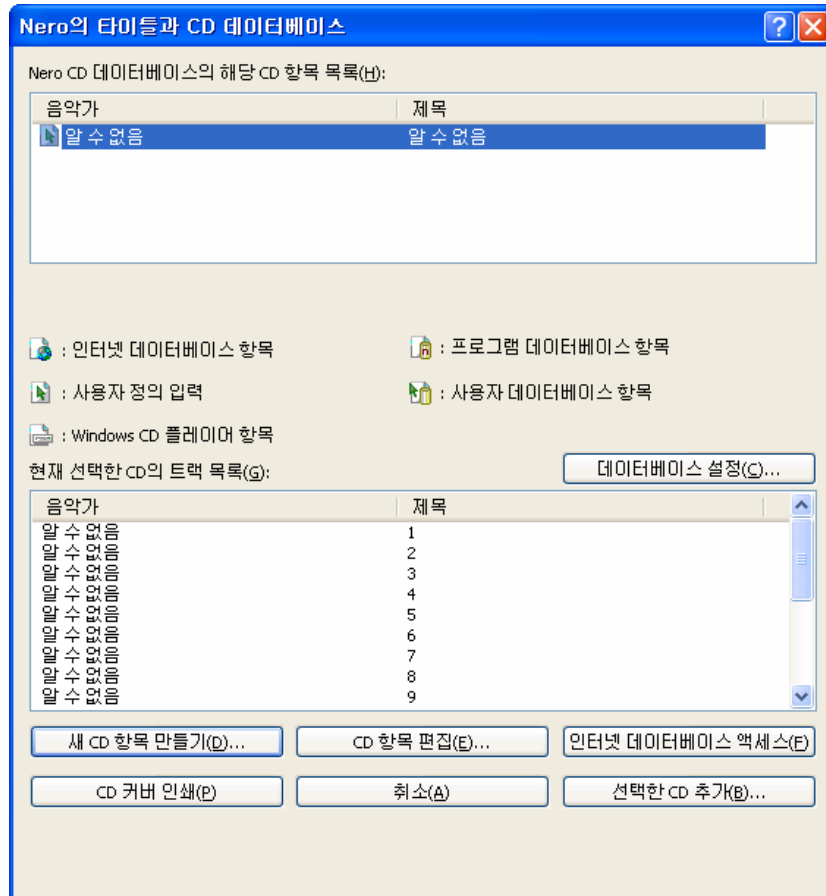 Nero의 타이틀과 CD 데이터베이스
Nero CD 데이터베이스의 해당 CD 항목 목록(H):
음악가 제목
알 수 없음 알 수 없음
: 인터넷 데이터베이스 항목 : 프로그램 데이터베이스 항목
: 사용자 정의 입력 : 사용자 데이터베이스 항목
: Windows CD 플레이어 항목
현재 선택한 CD의 트랙 목록(G): 데이터베이스 설정(C)...
음악가 제목
알 수 없음 1
알 수 없음 2
알 수 없음 3
알 수 없음 4
알 수 없음 5
알 수 없음 6
알 수 없음 7
알 수 없음 8
알 수 없음 9
새 CD 항목 만들기(D)... CD 항목 편집(E)... 인터넷 데이터베이스 액세스(F)
CD 커버 인쇄(P) 취소(A) 선택한 CD 추가(B)...